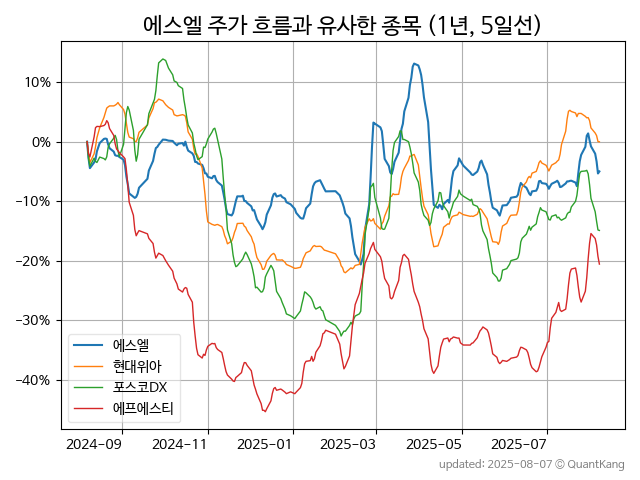 에스엘 주가 흐름과 유사한 종목 (1년, 5일선)
10%
0%
−10%
−20%
−30%
−40%
에스엘
현대위아
포스코DX
에프에스티
2024-09 2024-11 2025-01 2025-03 2025-05 2025-07
updated: 2025-08-07 © QuantKang